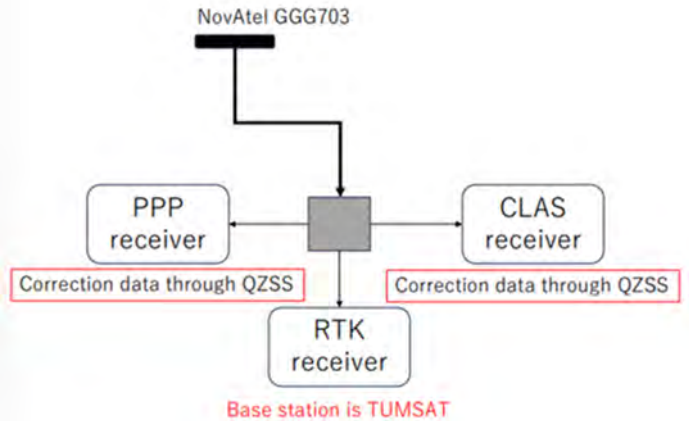 NovAtel GGG703
PPP
receiver
CLAS
receiver
Correction data through QZSS
Correction data through QZSS
RTK
receiver
Base station is TUMSAT